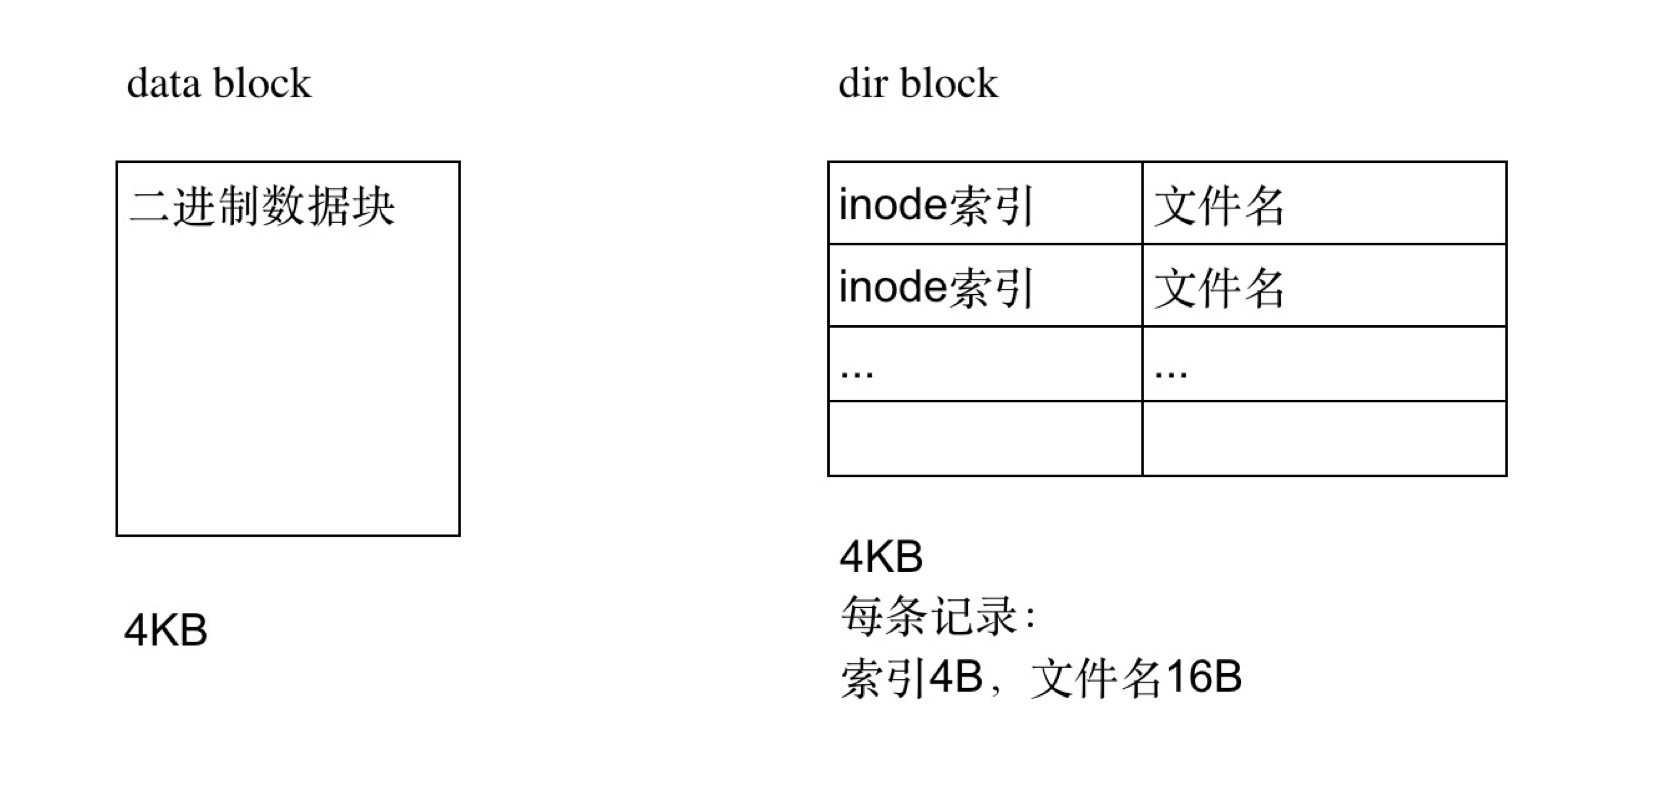 data block
二进制数据块
4KB
dir block
inode索引 文件名
inode索引 文件名
... ...
4KB
每条记录：
索引4B，文件名16B